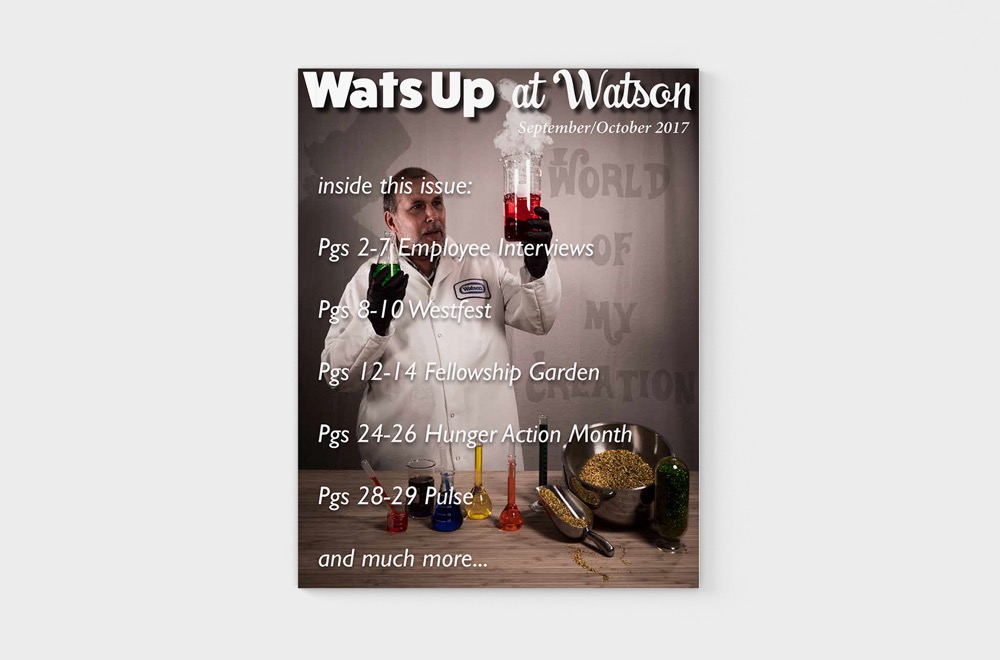 Wats Up at Watson
September/October 2017
inside this issue:
WORLD
Pgs 2-7 Employee Interviews
OF
Watson
Pgs 8-10 Westfest
MY
Pgs 12-14 Fellowship Garden
CREATION
Pgs 24-26 Hunger Action Month
Pgs 28-29 Pulse
and much more...